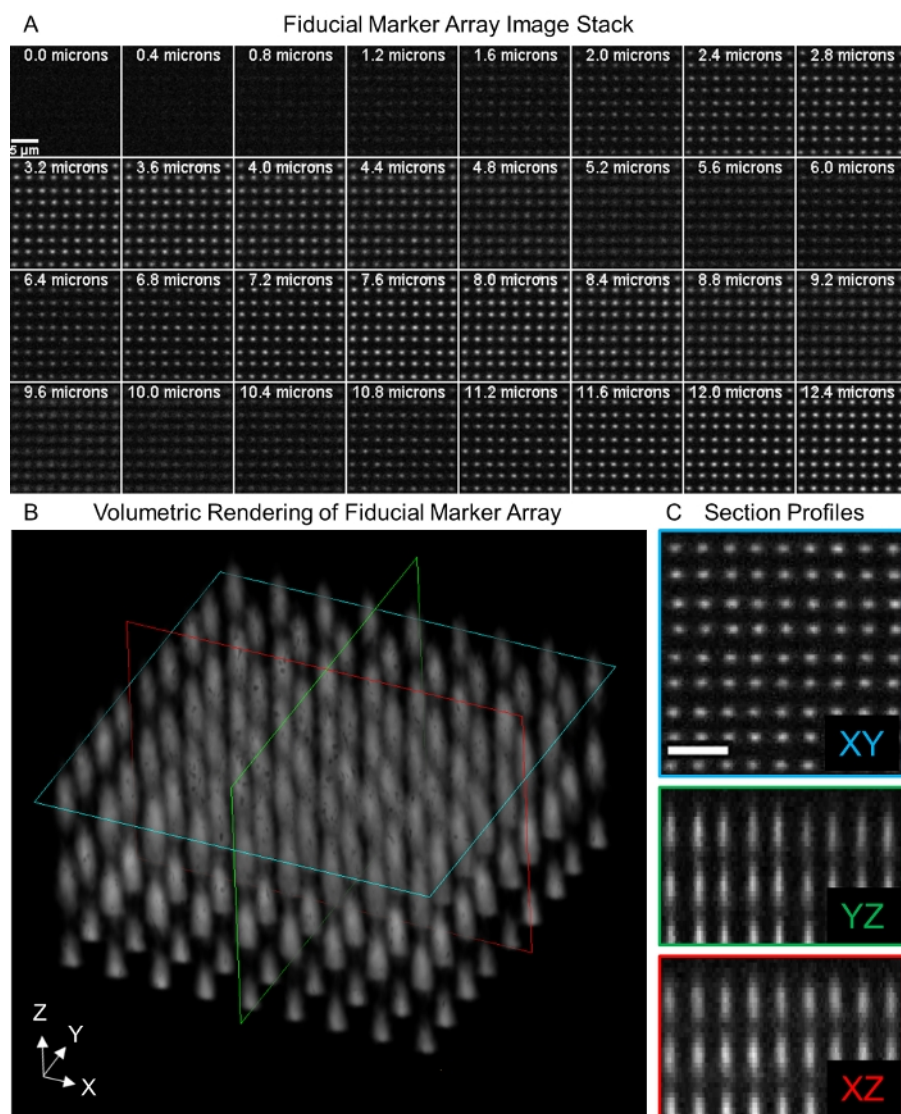 A Fiducial Marker Array Image Stack
0.0 microns 0.4 microns 0.8 microns 1.2 microns 1.6 microns 2.0 microns 2.4 microns 2.8 microns
5 µm
3.2 microns 3.6 microns 4.0 microns 4.4 microns 4.8 microns 5.2 microns 5.6 microns 6.0 microns
6.4 microns 6.8 microns 7.2 microns 7.6 microns 8.0 microns 8.4 microns 8.8 microns 9.2 microns
9.6 microns 10.0 microns 10.4 microns 10.8 microns 11.2 microns 11.6 microns 12.0 microns 12.4 microns
B Volumetric Rendering of Fiducial Marker Array
Z
Y
X
C Section Profiles
XY
YZ
XZ